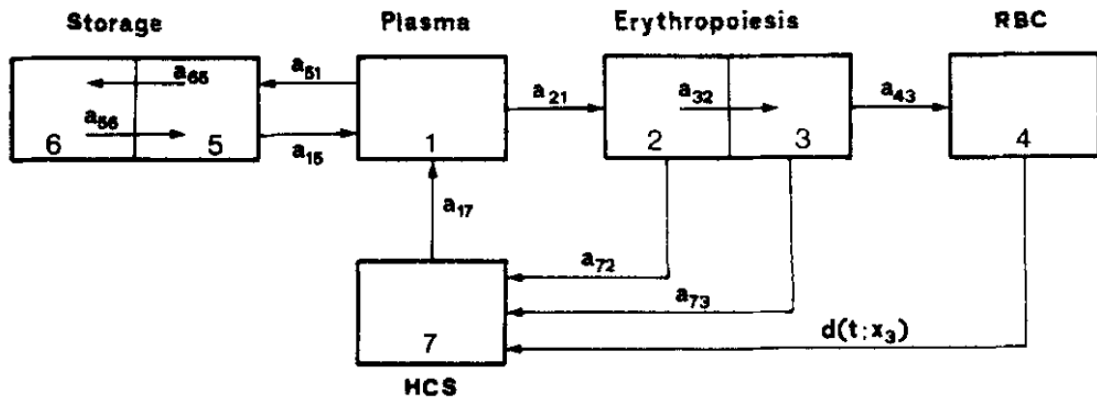 Storage Plasma Erythropoiesis RBC
a65 a51
a21 a32 a43
a56
6 5 a15 1 2 3 4
a17
a72
a73
d(t;x3)
7
HCS